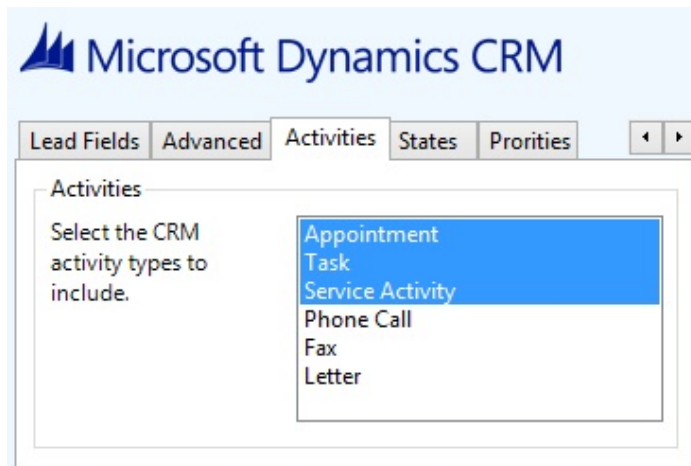 Microsoft Dynamics CRM
Lead Fields Advanced Activities States Prorities
Activities
Select the CRM
activity types to
include.
Appointment
Task
Service Activity
Phone Call
Fax
Letter